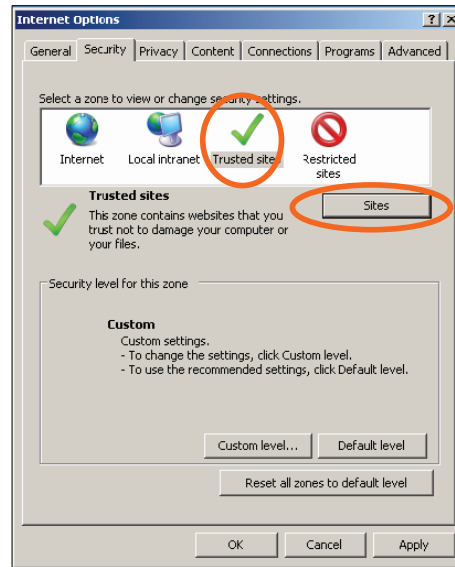 Internet Options
General Security Privacy Content Connections Programs Advanced
Select a zone to view or change security settings.
Internet Local intranet Trusted sites Restricted
sites
Trusted sites
Sites
This zone contains websites that you
trust not to damage your computer or
your files.
Security level for this zone
Custom
Custom settings.
- To change the settings, click Custom level.
- To use the recommended settings, click Default level.
Custom level... Default level
Reset all zones to default level
OK Cancel Apply